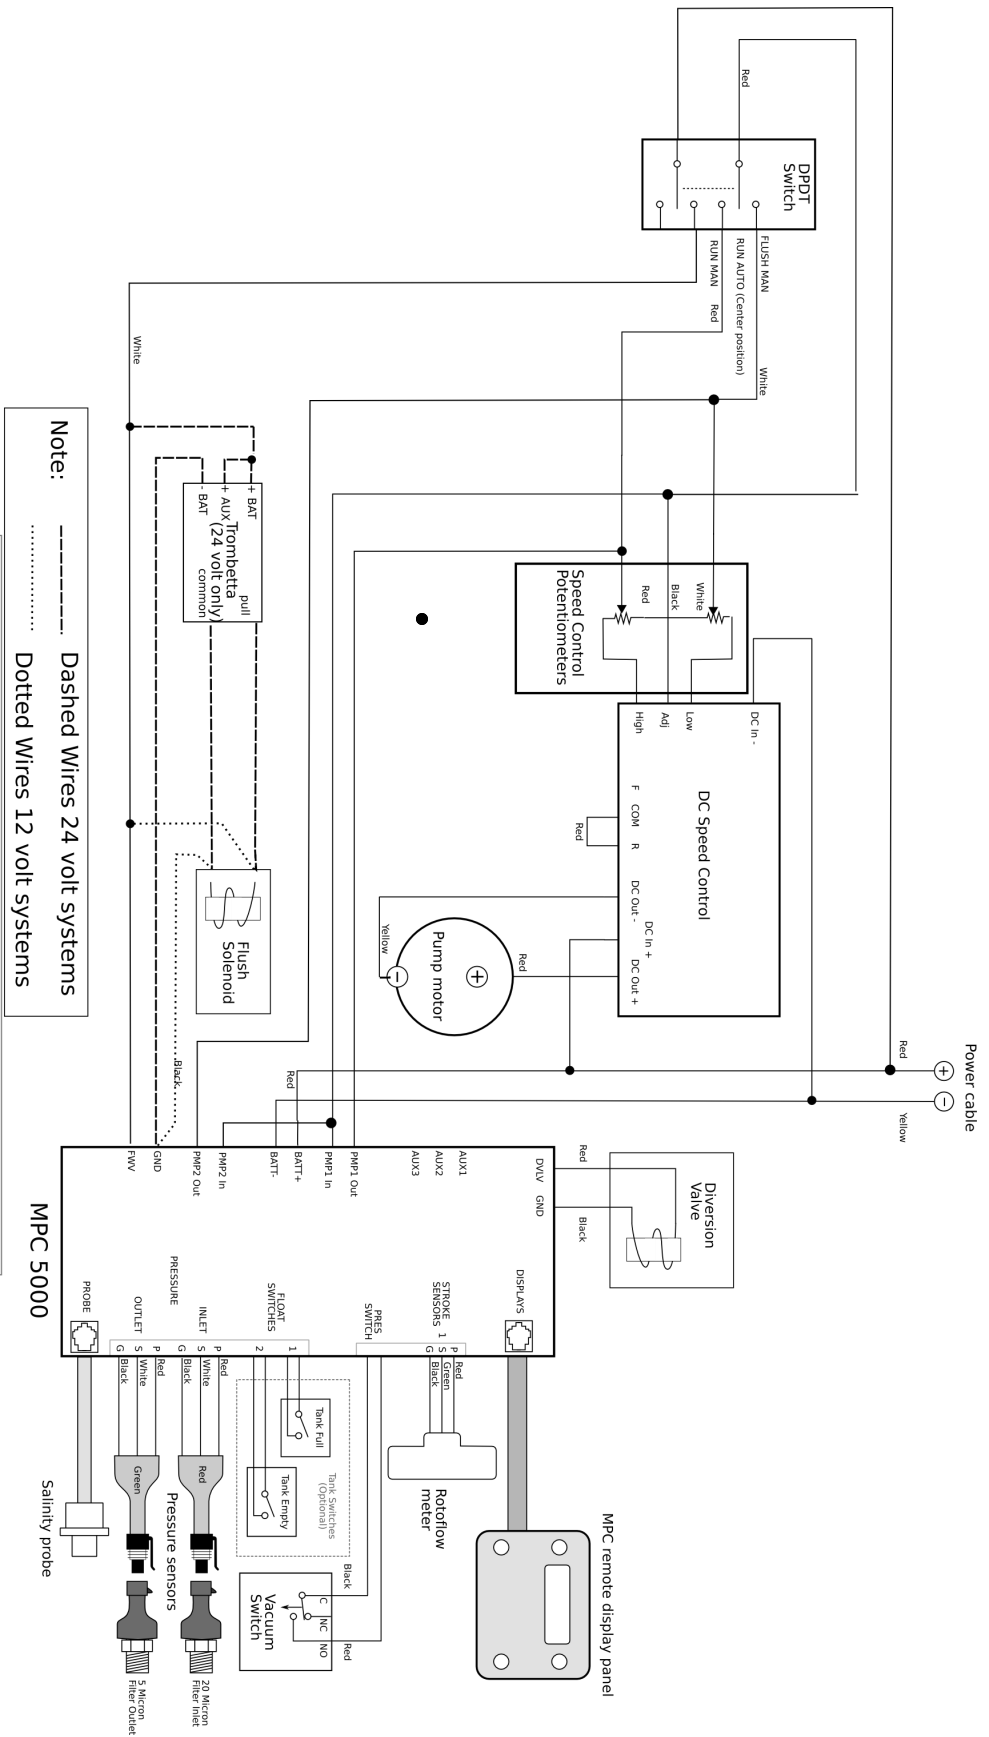 Power cable
+
−
Red
Yellow
Red
DPDT
Switch
FLUSH MAN
RUN AUTO (Center position)
RUN MAN
Red
White
White
Speed Control
Potentiometers
White
Black
Red
DC In -
Low
Adj
High
DC Speed Control
F
COM
R
Red
DC Out -
DC In +
DC Out +
Yellow
Red
Pump motor
+
−
+ BAT
+ AUX
- BAT
Trombetta
(24 volt only)
pull
common
Flush
Solenoid
Black
Red
Note:
Dashed Wires 24 volt systems
Dotted Wires 12 volt systems
Diversion
Valve
Red
Black
DVLV
GND
AUX1
AUX2
AUX3
PMP1 Out
PMP1 In
BATT+
BATT-
PMP2 In
PMP2 Out
GND
FWV
MPC 5000
DISPLAYS
STROKE
SENSORS
1
P
S
G
PRES
SWITCH
FLOAT
SWITCHES
1
2
PRESSURE
INLET
P
S
G
OUTLET
P
S
G
PROBE
Red
Green
Black
Red
White
Black
Red
White
Black
MPC remote display panel
Rotoflow
meter
Tank Switches
(Optional)
Tank Full
Tank Empty
Black
Red
C
NC
NO
Vacuum
Switch
Red
Green
Pressure sensors
Salinity probe
20 Micron
Filter Inlet
5 Micron
Filter Outlet